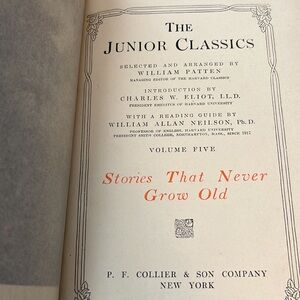 THE
JUNIOR CLASSICS
SELECTED AND ARRANGED BY
WILLIAM PATTEN
MANAGING EDITOR OF THE HARVARD CLASSICS
INTRODUCTION BY
CHARLES W. ELIOT, LL.D.
PRESIDENT EMERITUS OF HARVARD UNIVERSITY
WITH A READING GUIDE BY
WILLIAM ALLAN NEILSON, Ph.D.
PROFESSOR OF ENGLISH, HARVARD UNIVERSITY
PRESIDENT SMITH COLLEGE, NORTHAMPTON, MASS., SINCE 1917
VOLUME FIVE
Stories That Never
Grow Old
P. F. COLLIER & SON COMPANY
NEW YORK